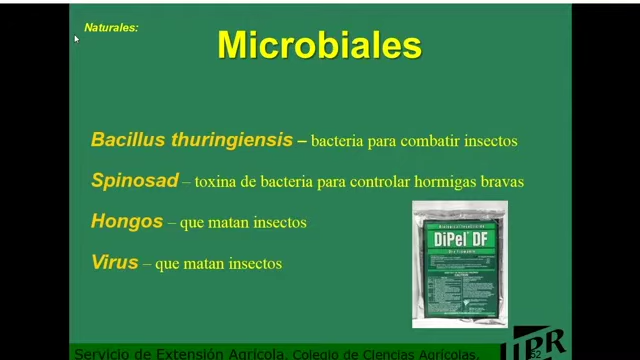 Naturales:
Microbiales
Bacillus thuringiensis – bacteria para combatir insectos
Spinosad – toxina de bacteria para controlar hormigas bravas
Hongos – que matan insectos
Virus – que matan insectos
DiPel® DF
Servicio de Extensión Agrícola, Colegio de Ciencias Agrícolas,
UPR
52